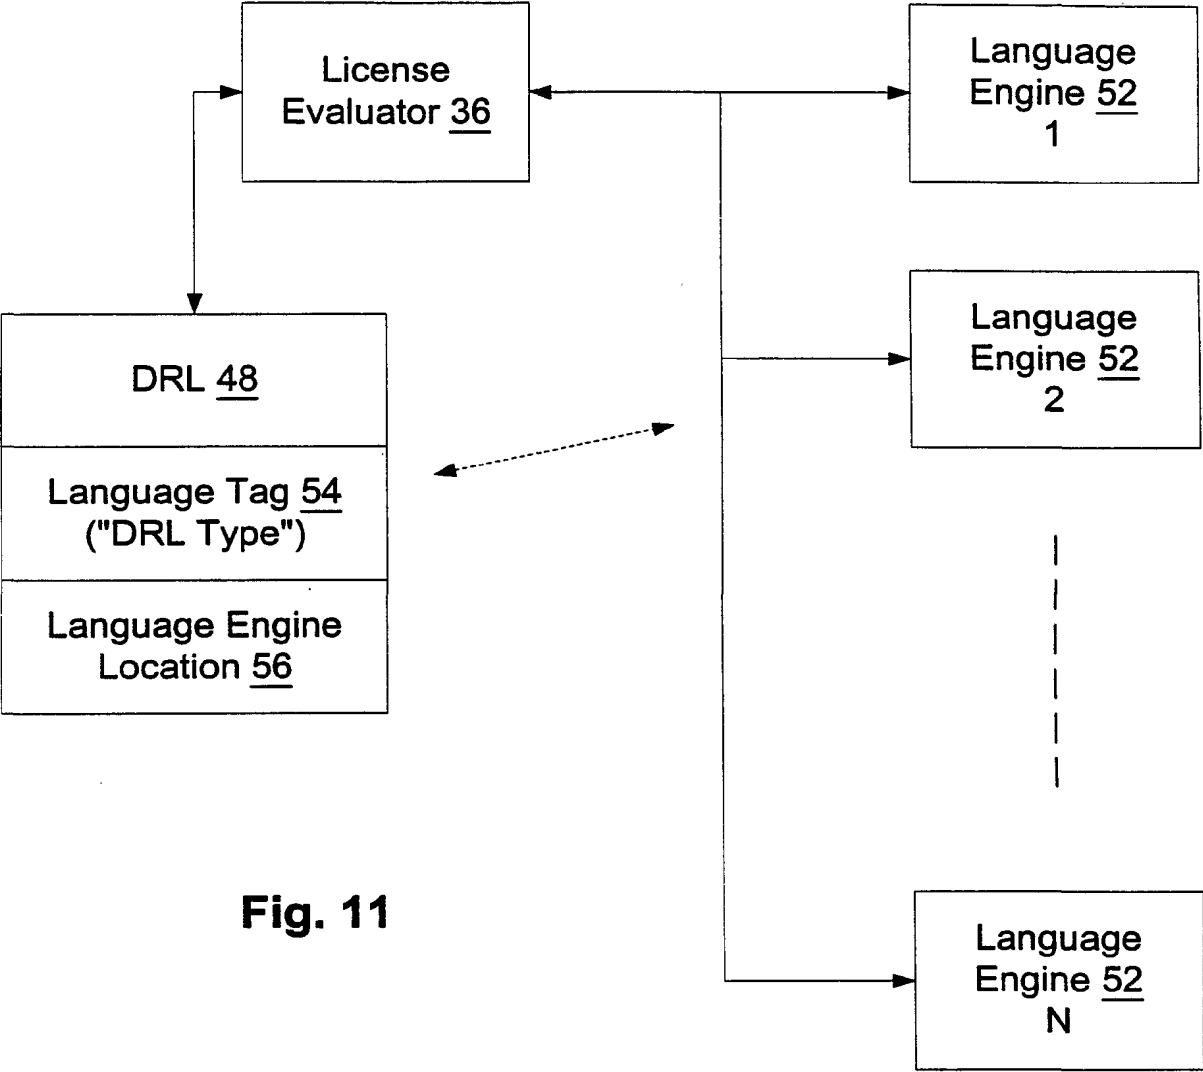 License
Evaluator 36
Language
Engine 52
1
Language
Engine 52
2
DRL 48
Language Tag 54
("DRL Type")
Language Engine
Location 56
Fig. 11
Language
Engine 52
N